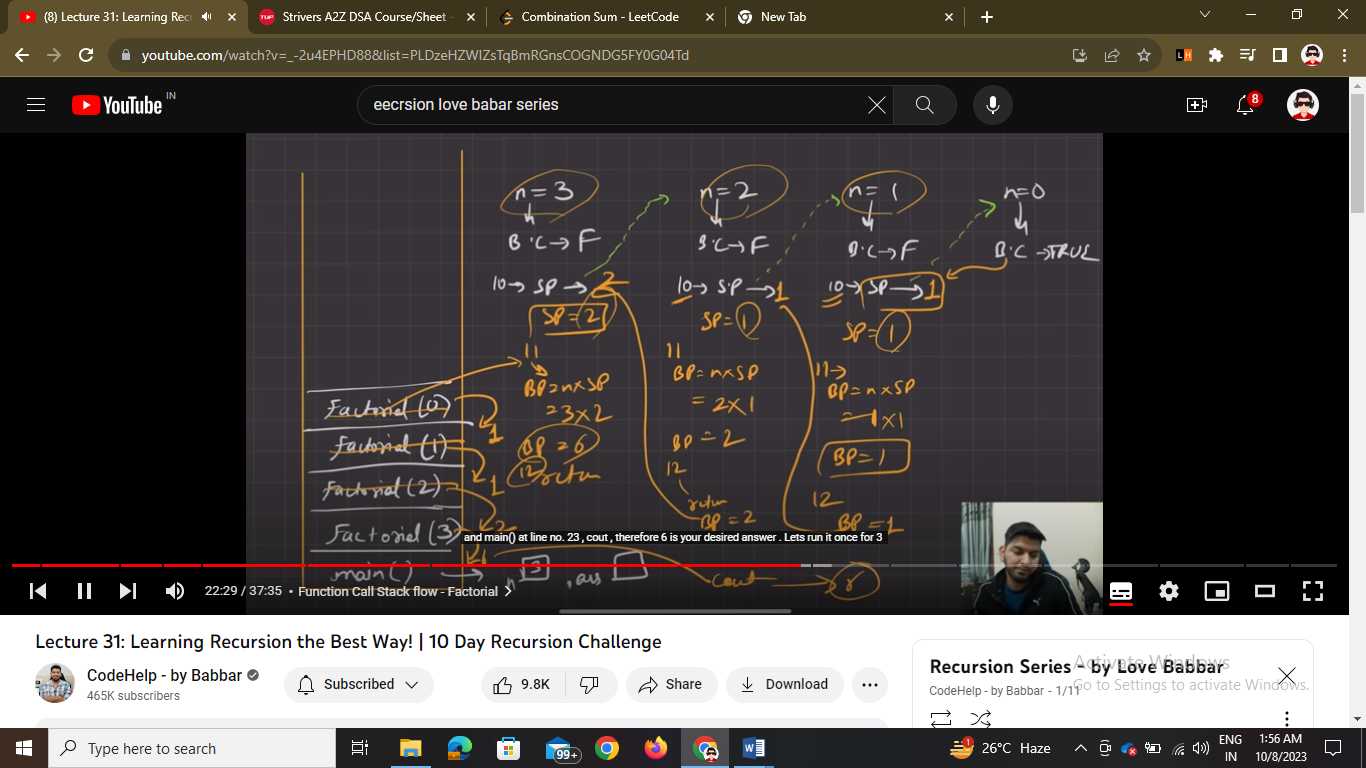 (8) Lecture 31: Learning Rec
Strivers A2Z DSA Course/Sheet -
Combination Sum - LeetCode
New Tab
youtube.com/watch?v=_-2u4EPHD88&list=PLDzeHZWIZsTqBmRGnsCOGNDG5FY0G04Td
YouTube IN
eecrsion love babar series
8
n=3 n=2 n=1 n=0
B.C→F B.C→F B.C→F B.C→TRUE
10→ SP → 2 10→ SP →1 10→ SP →1
SP=2 SP=1 SP=1
11 11 11→
BP=n×SP BP=n×SP BP=n×SP
=3×2 =2×1 =1×1
BP=6 BP=2 BP=1
12 return 12 12
return
BP=2 BP=1
Factorial(0) 1
Factorial(1) 1
Factorial(2) 2
Factorial(3)
main() → n 3 , ans cout →
and main() at line no. 23 , cout , therefore 6 is your desired answer . Lets run it once for 3
22:29 / 37:35 • Function Call Stack flow - Factorial >
Lecture 31: Learning Recursion the Best Way! | 10 Day Recursion Challenge
CodeHelp - by Babbar
465K subscribers
Subscribed
9.8K
Share
Download
Recursion Series - by Love Babbar
CodeHelp - by Babbar - 1/11
Activate Windows
Go to Settings to activate Windows.
Type here to search
99+
1
26°C Haze
ENG
IN
1:56 AM
10/8/2023